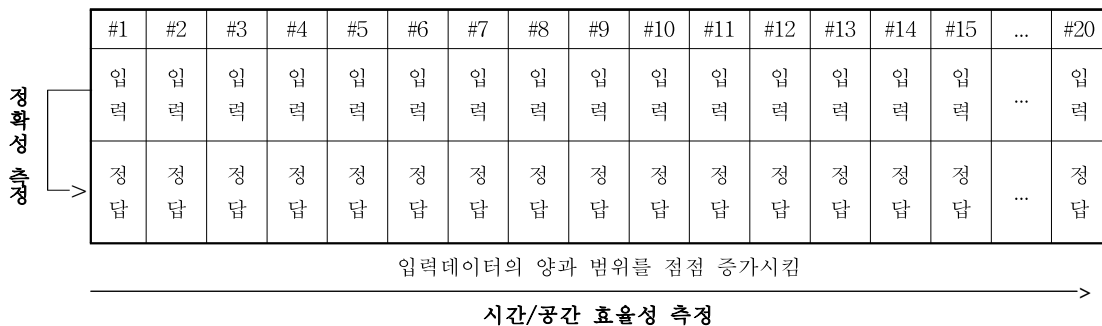 #1 #2 #3 #4 #5 #6 #7 #8 #9 #10 #11 #12 #13 #14 #15 ... #20
정확성 측정
입력 입력 입력 입력 입력 입력 입력 입력 입력 입력 입력 입력 입력 입력 입력 ... 입력
정답 정답 정답 정답 정답 정답 정답 정답 정답 정답 정답 정답 정답 정답 정답 ... 정답
입력데이터의 양과 범위를 점점 증가시킴
시간/공간 효율성 측정